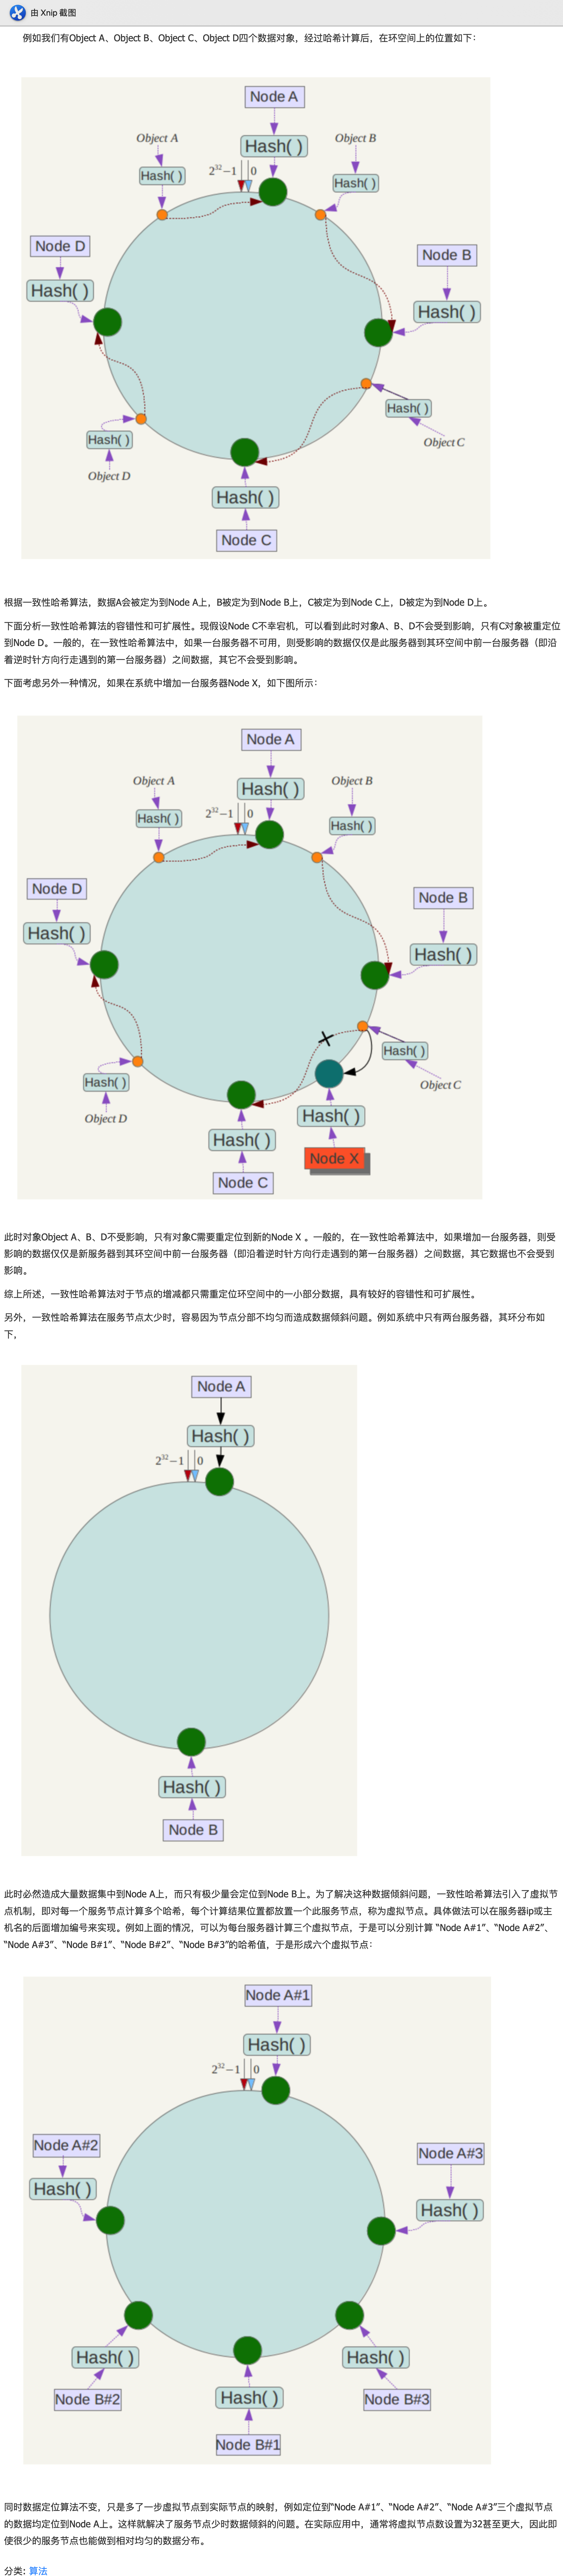 由 Xnip 截图
例如我们有Object A、Object B、Object C、Object D四个数据对象，经过哈希计算后，在环空间上的位置如下：
Node A
Object A
Hash( )
Object B
Hash( )
2³²−1
0
Hash( )
Node D
Node B
Hash( )
Hash( )
Hash( )
Hash( )
Object C
Object D
Hash( )
Node C
根据一致性哈希算法，数据A会被定为到Node A上，B被定为到Node B上，C被定为到Node C上，D被定为到Node D上。
下面分析一致性哈希算法的容错性和可扩展性。现假设Node C不幸宕机，可以看到此时对象A、B、D不会受到影响，只有C对象被重定位
到Node D。一般的，在一致性哈希算法中，如果一台服务器不可用，则受影响的数据仅仅是此服务器到其环空间中前一台服务器（即沿
着逆时针方向行走遇到的第一台服务器）之间数据，其它不会受到影响。
下面考虑另外一种情况，如果在系统中增加一台服务器Node X，如下图所示：
Node A
Object A
Hash( )
Object B
2³²−1
0
Hash( )
Hash( )
Node D
Node B
Hash( )
Hash( )
Hash( )
Hash( )
Object C
Hash( )
Object D
Hash( )
Node X
Node C
此时对象Object A、B、D不受影响，只有对象C需要重定位到新的Node X 。一般的，在一致性哈希算法中，如果增加一台服务器，则受
影响的数据仅仅是新服务器到其环空间中前一台服务器（即沿着逆时针方向行走遇到的第一台服务器）之间数据，其它数据也不会受到
影响。
综上所述，一致性哈希算法对于节点的增减都只需重定位环空间中的一小部分数据，具有较好的容错性和可扩展性。
另外，一致性哈希算法在服务节点太少时，容易因为节点分部不均匀而造成数据倾斜问题。例如系统中只有两台服务器，其环分布如
下，
Node A
Hash( )
2³²−1
0
Hash( )
Node B
此时必然造成大量数据集中到Node A上，而只有极少量会定位到Node B上。为了解决这种数据倾斜问题，一致性哈希算法引入了虚拟节
点机制，即对每一个服务节点计算多个哈希，每个计算结果位置都放置一个此服务节点，称为虚拟节点。具体做法可以在服务器ip或主
机名的后面增加编号来实现。例如上面的情况，可以为每台服务器计算三个虚拟节点，于是可以分别计算 “Node A#1”、“Node A#2”、
“Node A#3”、“Node B#1”、“Node B#2”、“Node B#3”的哈希值，于是形成六个虚拟节点：
Node A#1
Hash( )
2³²−1
0
Node A#2
Node A#3
Hash( )
Hash( )
Hash( )
Hash( )
Node B#2
Hash( )
Node B#3
Node B#1
同时数据定位算法不变，只是多了一步虚拟节点到实际节点的映射，例如定位到“Node A#1”、“Node A#2”、“Node A#3”三个虚拟节点
的数据均定位到Node A上。这样就解决了服务节点少时数据倾斜的问题。在实际应用中，通常将虚拟节点数设置为32甚至更大，因此即
使很少的服务节点也能做到相对均匀的数据分布。
分类: 算法